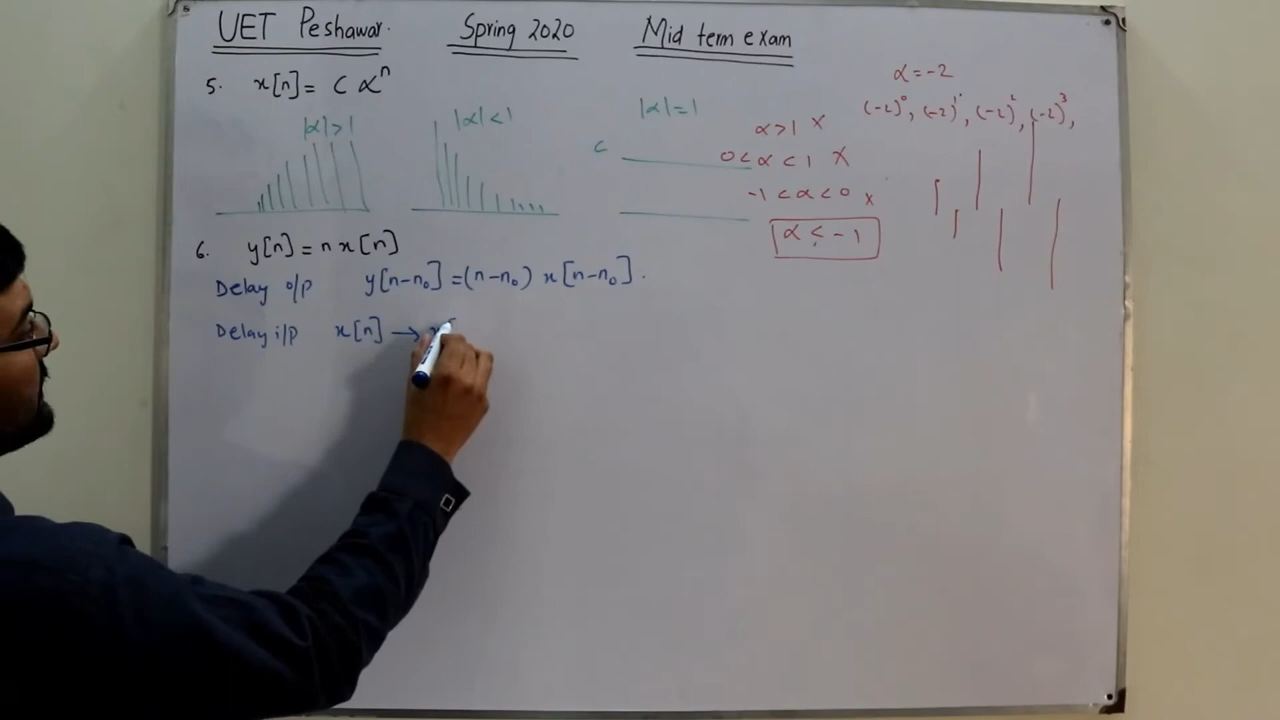 UET Peshawar. Spring 2020 Mid term exam
5. x[n] = C α^n
|α|>1
|α|<1
|α|=1
C
α>1 ×
0<α<1 ×
-1<α<0 ×
α<-1
α=-2
(-2)^0, (-2)^1, (-2)^2, (-2)^3,
6. y[n] = n x[n]
Delay o/p y[n-n₀] = (n-n₀) x[n-n₀].
Delay i/p x[n] → x[